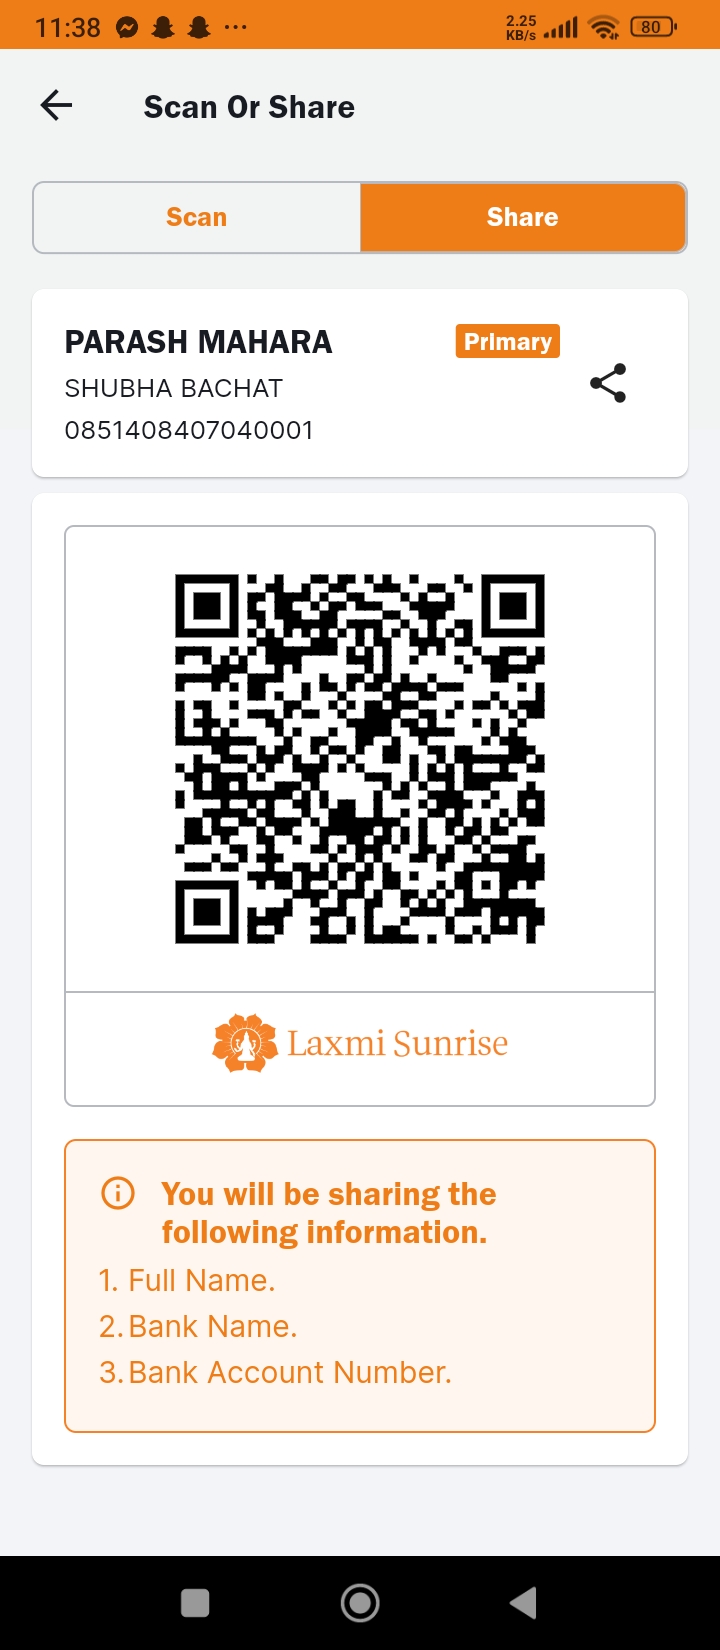 11:38
2.25
KB/s
80
Scan Or Share
Scan
Share
PARASH MAHARA
Primary
SHUBHA BACHAT
0851408407040001
Laxmi Sunrise
You will be sharing the
following information.
1. Full Name.
2. Bank Name.
3. Bank Account Number.